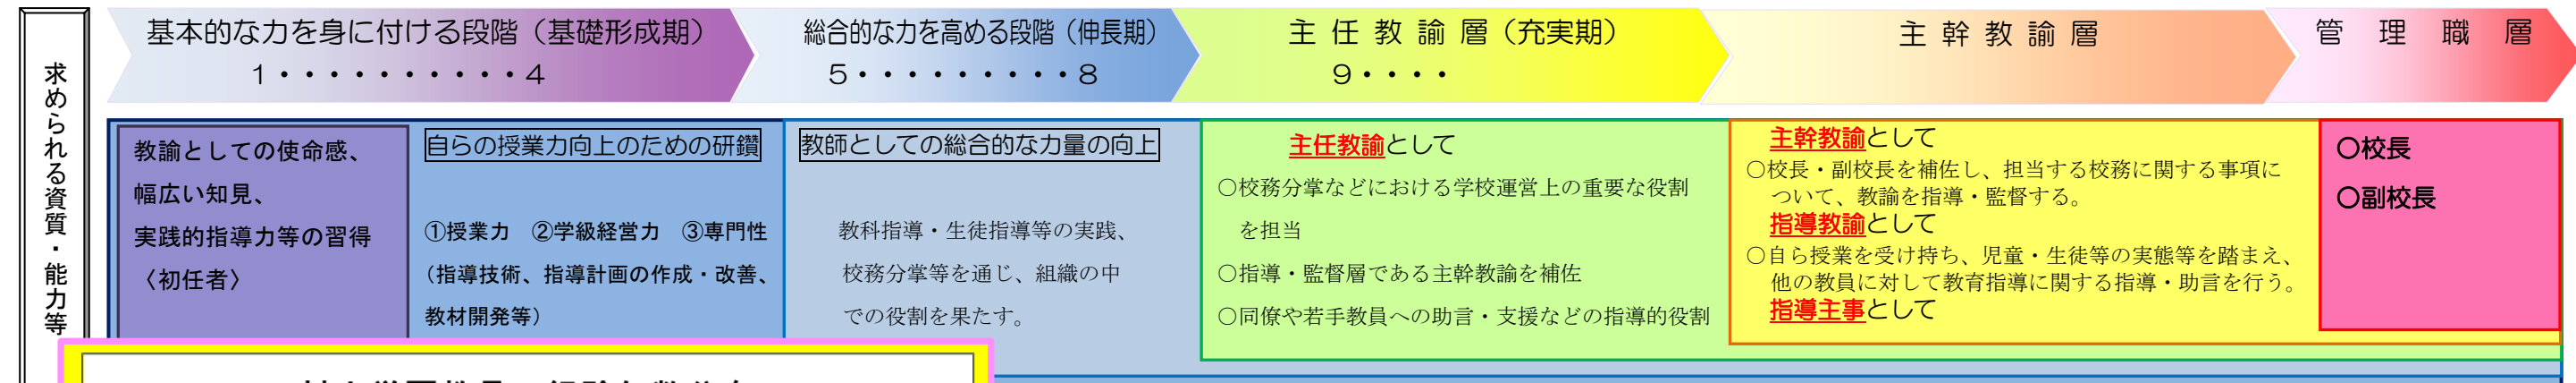 求められる資質・能力等
基本的な力を身に付ける段階（基礎形成期）
1・・・・・・・・・・4
総合的な力を高める段階（伸長期）
5・・・・・・・・・8
主任教諭層（充実期）
9・・・・
主幹教諭層
管理職層
教諭としての使命感、
幅広い知見、
実践的指導力等の習得
〈初任者〉
自らの授業力向上のための研鑽
①授業力　②学級経営力　③専門性
（指導技術、指導計画の作成・改善、
教材開発等）
教師としての総合的な力量の向上
教科指導・生徒指導等の実践、
校務分掌等を通じ、組織の中
での役割を果たす。
主任教諭として
○校務分掌などにおける学校運営上の重要な役割
を担当
○指導・監督層である主幹教諭を補佐
○同僚や若手教員への助言・支援などの指導的役割
主幹教諭として
○校長・副校長を補佐し、担当する校務に関する事項に
ついて、教諭を指導・監督する。
指導教諭として
○自ら授業を受け持ち、児童・生徒等の実態等を踏まえ、
他の教員に対して教育指導に関する指導・助言を行う。
指導主事として
○校長
○副校長